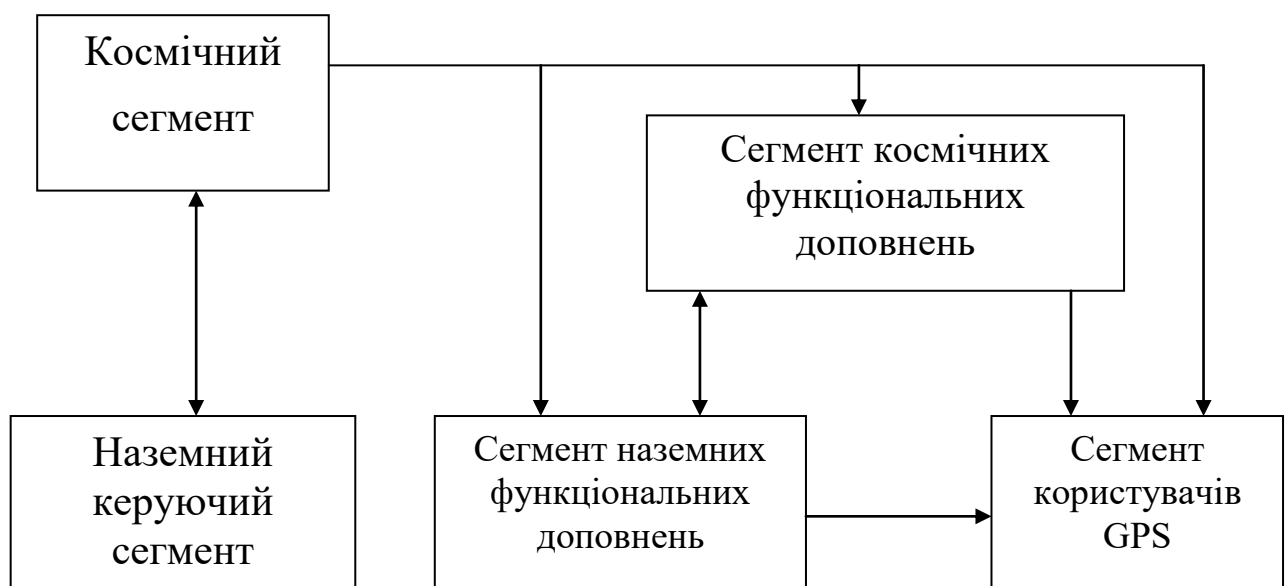 Космічний
сегмент
Сегмент космічних
функціональних
доповнень
Наземний
керуючий
сегмент
Сегмент наземних
функціональних
доповнень
Сегмент
користувачів
GPS